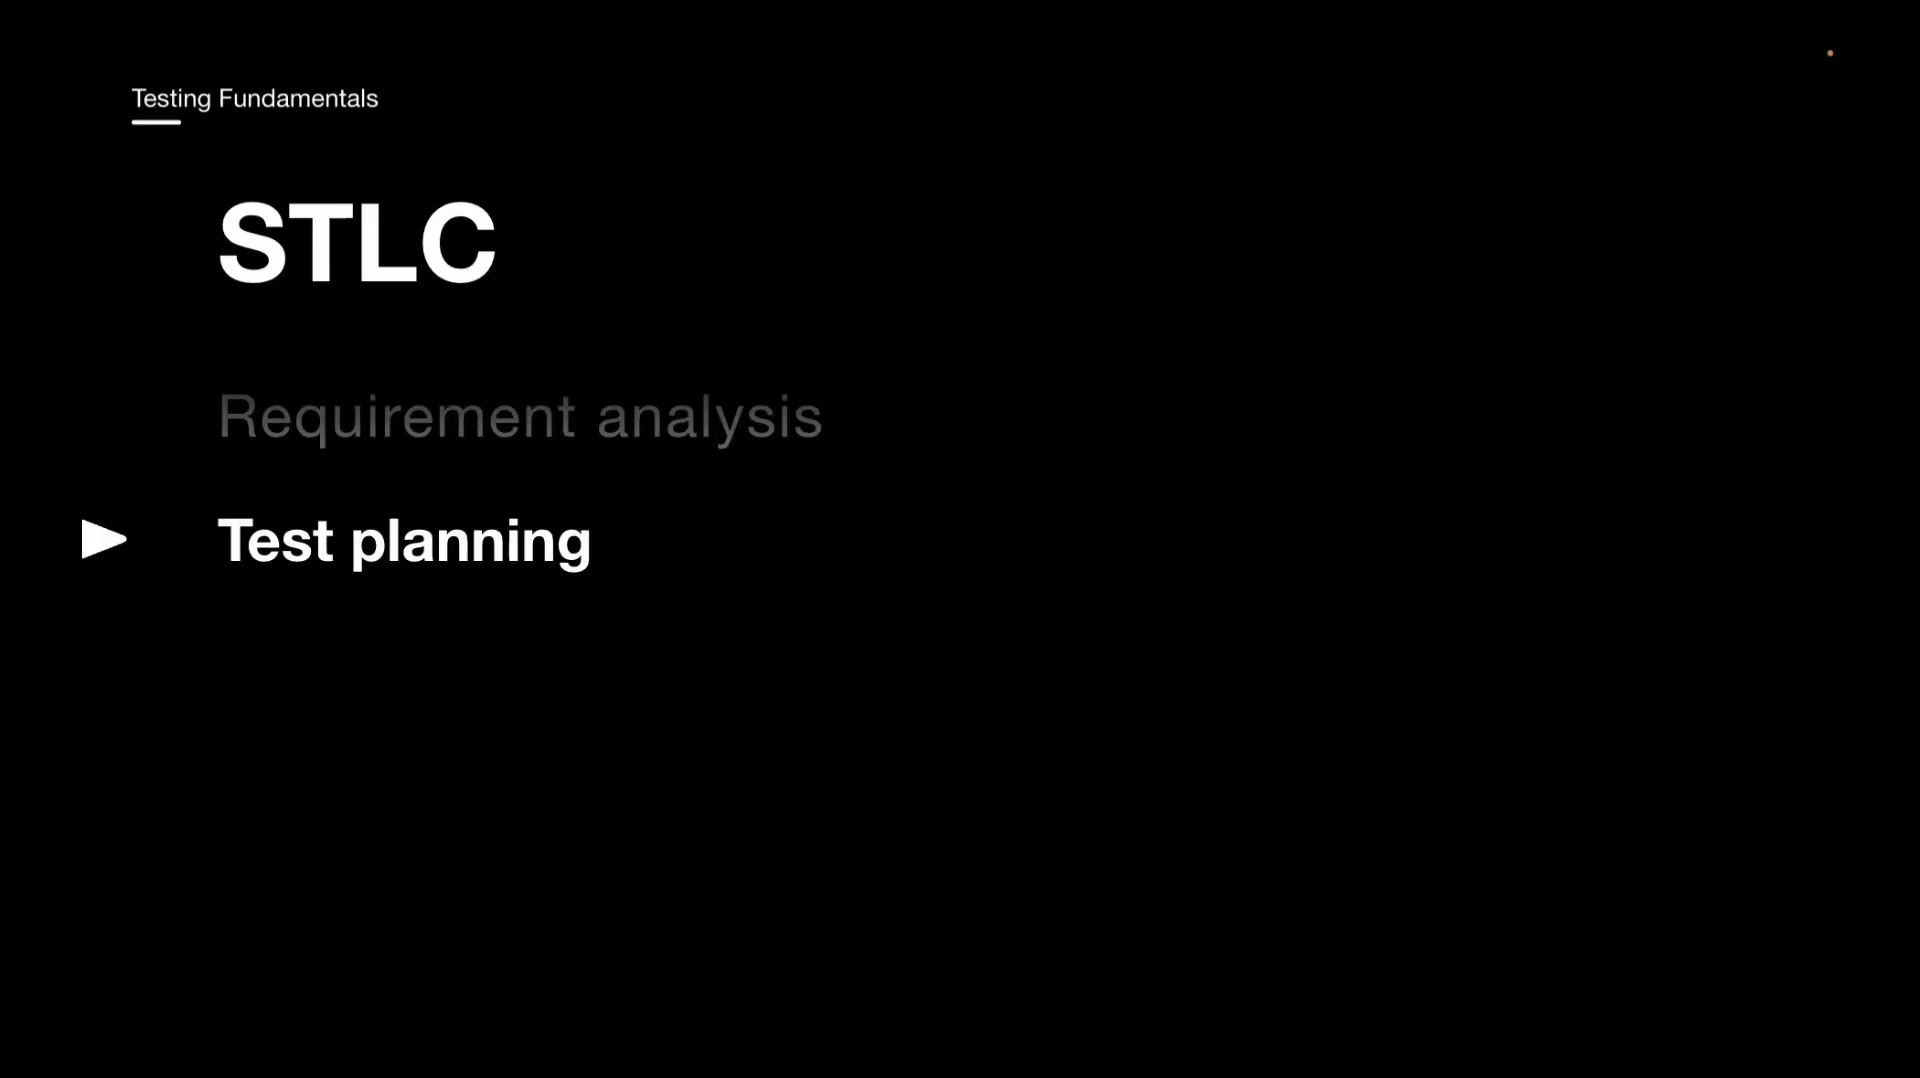 Testing Fundamentals
STLC
Requirement analysis
Test planning